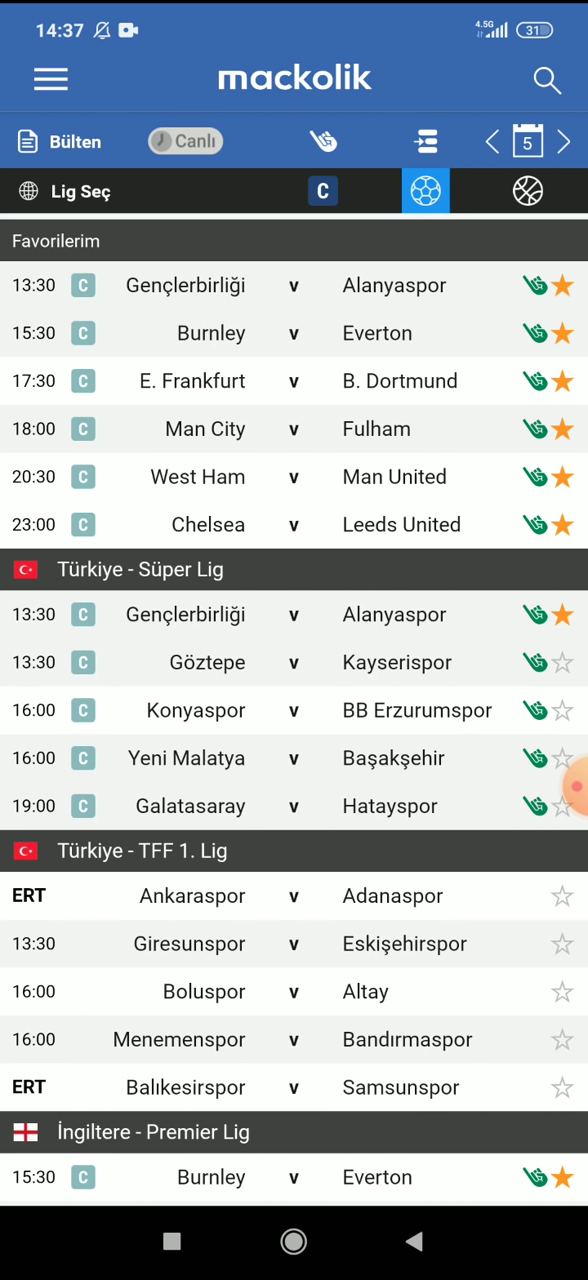 14:37 4.5G 31
mackolik
Bülten Canlı 5
Lig Seç C
Favorilerim
13:30 C Gençlerbirliği v Alanyaspor
15:30 C Burnley v Everton
17:30 C E. Frankfurt v B. Dortmund
18:00 C Man City v Fulham
20:30 C West Ham v Man United
23:00 C Chelsea v Leeds United
Türkiye - Süper Lig
13:30 C Gençlerbirliği v Alanyaspor
13:30 C Göztepe v Kayserispor
16:00 C Konyaspor v BB Erzurumspor
16:00 C Yeni Malatya v Başakşehir
19:00 C Galatasaray v Hatayspor
Türkiye - TFF 1. Lig
ERT Ankaraspor v Adanaspor
13:30 Giresunspor v Eskişehirspor
16:00 Boluspor v Altay
16:00 Menemenspor v Bandırmaspor
ERT Balıkesirspor v Samsunspor
İngiltere - Premier Lig
15:30 C Burnley v Everton